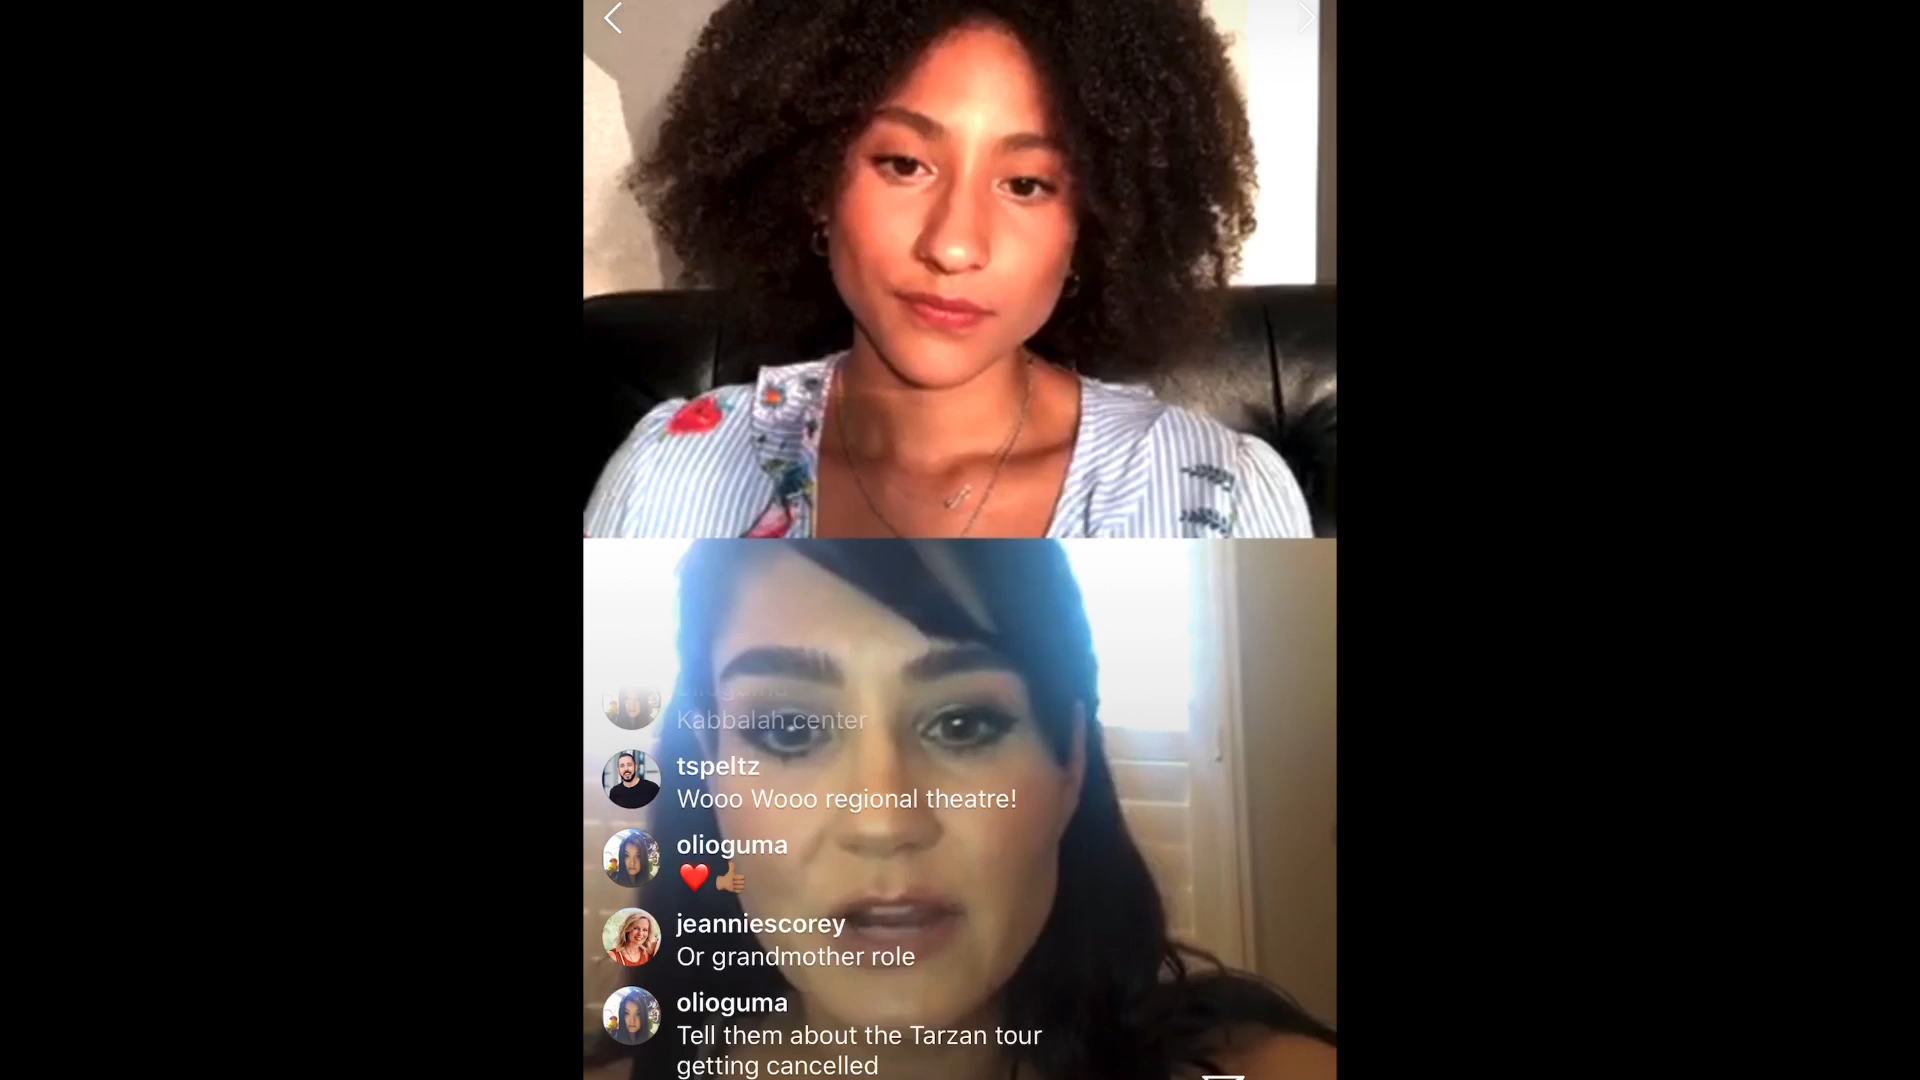 olioguma
Kabbalah center
tspeltz
Wooo Wooo regional theatre!
olioguma
❤️👍🏽
jeanniescorey
Or grandmother role
olioguma
Tell them about the Tarzan tour
getting cancelled